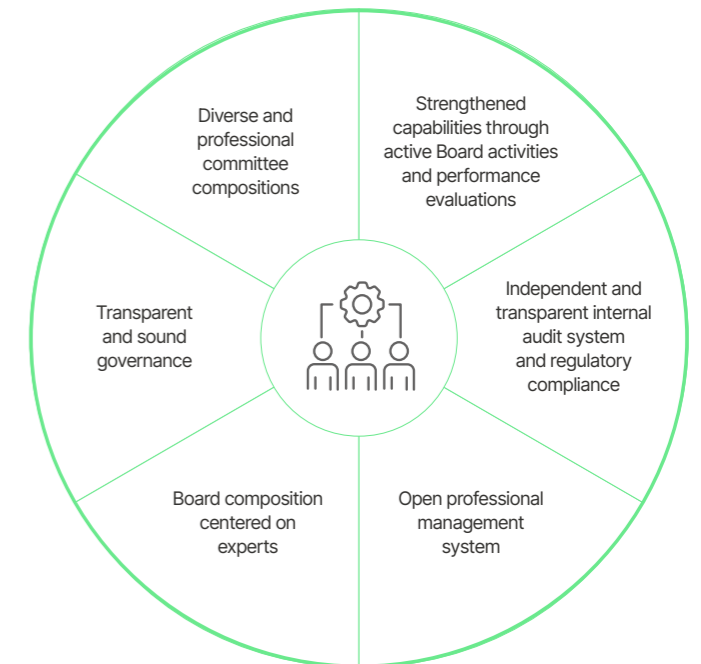 Diverse and
professional
committee
compositions
Strengthened
capabilities through
active Board activities
and performance
evaluations
Transparent
and sound
governance
Independent and
transparent internal
audit system
and regulatory
compliance
Board composition
centered on
experts
Open professional
management
system